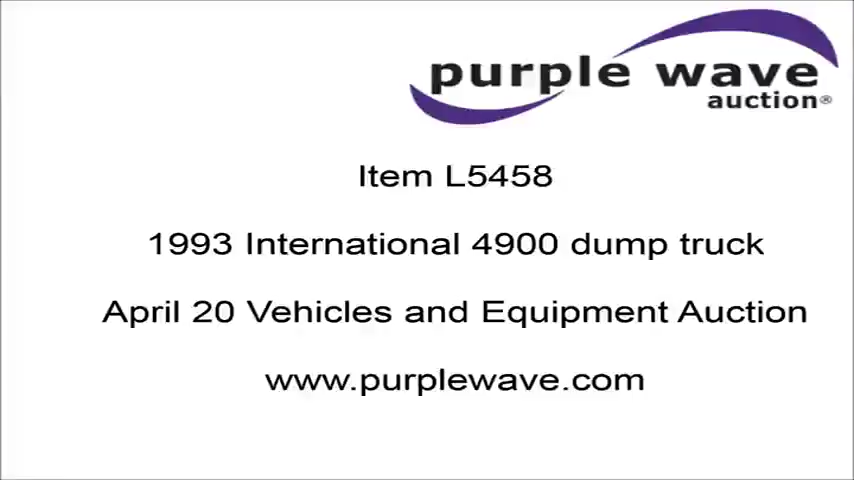 purple wave
auction®
Item L5458
1993 International 4900 dump truck
April 20 Vehicles and Equipment Auction
www.purplewave.com